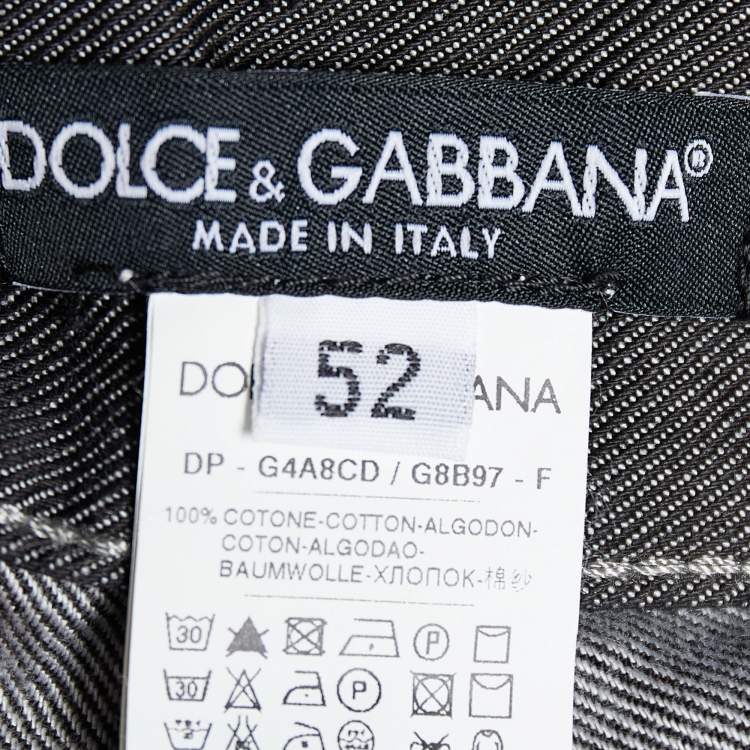 DOLCE & GABBANA®
MADE IN ITALY
52
DO ANA
DP - G4A8CD / G8B97 - F
100% COTONE-COTTON-ALGODON-
COTON-ALGODAO-
BAUMWOLLE-ХЛОПОК-棉纱
30 P
30 P